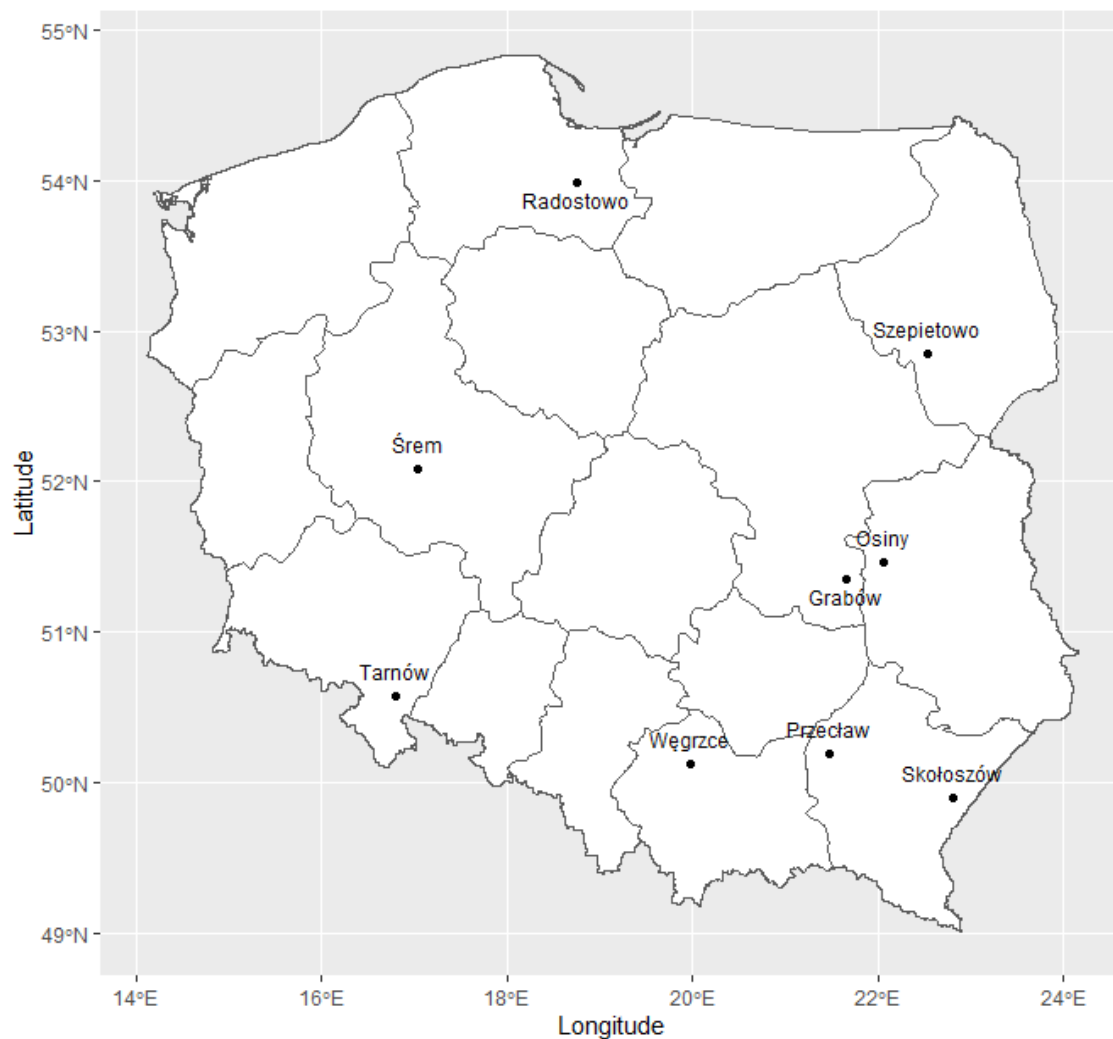 55°N
54°N
53°N
52°N
51°N
50°N
49°N
Latitude
Radostowo
Szepietowo
Śrem
Osiny
Grabów
Tarnów
Węgrzce
Przecław
Skołoszów
14°E
16°E
18°E
20°E
22°E
24°E
Longitude